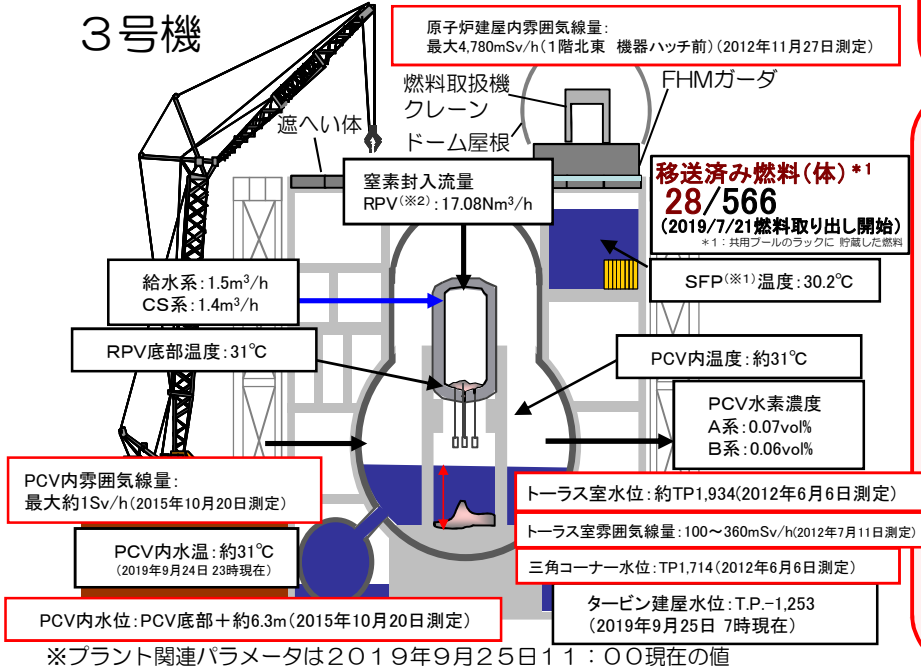 ３号機
原子炉建屋内雰囲気線量:
最大4,780mSv/h(1階北東 機器ハッチ前)(2012年11月27日測定)
燃料取扱機
クレーン
FHMガーダ
遮へい体
ドーム屋根
窒素封入流量
RPV(※2):17.08Nm³/h
移送済み燃料(体)*1
28/566
(2019/7/21燃料取り出し開始)
*1：共用プールのラックに 貯蔵した燃料
給水系:1.5m³/h
CS系:1.4m³/h
SFP(※1)温度:30.2℃
RPV底部温度:31℃
PCV内温度:約31℃
PCV水素濃度
A系:0.07vol%
B系:0.06vol%
PCV内雰囲気線量:
最大約1Sv/h(2015年10月20日測定)
トーラス室水位:約TP1,934(2012年6月6日測定)
トーラス室雰囲気線量:100～360mSv/h(2012年7月11日測定)
PCV内水温:約31℃
(2019年9月24日 23時現在)
三角コーナー水位:TP1,714(2012年6月6日測定)
PCV内水位:PCV底部＋約6.3m(2015年10月20日測定)
タービン建屋水位:T.P.-1,253
(2019年9月25日 7時現在)
※プラント関連パラメータは２０１９年９月２５日１１：００現在の値